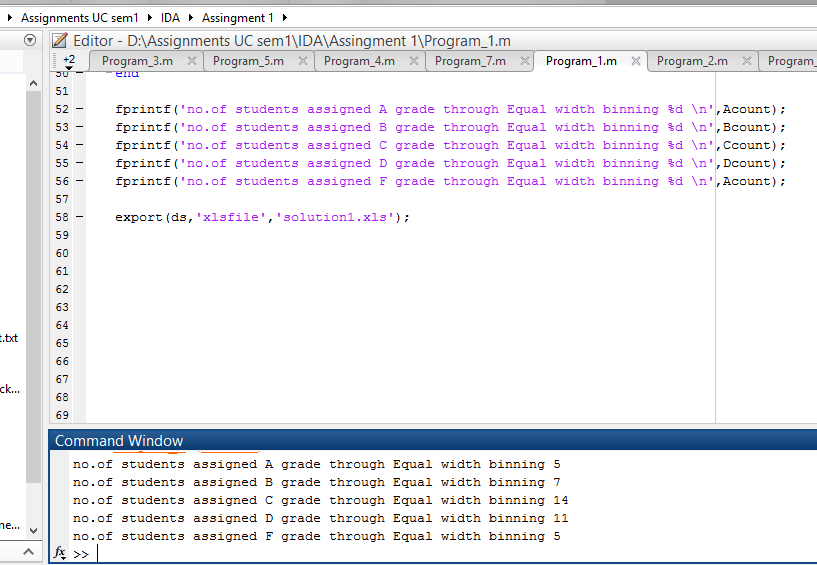 Assignments UC sem1 IDA Assingment 1
Editor - D:\Assignments UC sem1\IDA\Assingment 1\Program_1.m
+2 Program_3.m Program_5.m Program_4.m Program_7.m Program_1.m Program_2.m Program_
50 end
51
52 fprintf('no.of students assigned A grade through Equal width binning %d \n',Acount);
53 fprintf('no.of students assigned B grade through Equal width binning %d \n',Bcount);
54 fprintf('no.of students assigned C grade through Equal width binning %d \n',Ccount);
55 fprintf('no.of students assigned D grade through Equal width binning %d \n',Dcount);
56 fprintf('no.of students assigned F grade through Equal width binning %d \n',Acount);
57
58 export(ds,'xlsfile','solution1.xls');
59
60
61
62
63
64
t.txt
65
66
67
ck...
68
69
Command Window
no.of students assigned A grade through Equal width binning 5
no.of students assigned B grade through Equal width binning 7
no.of students assigned C grade through Equal width binning 14
no.of students assigned D grade through Equal width binning 11
ne...
no.of students assigned F grade through Equal width binning 5
fx >>